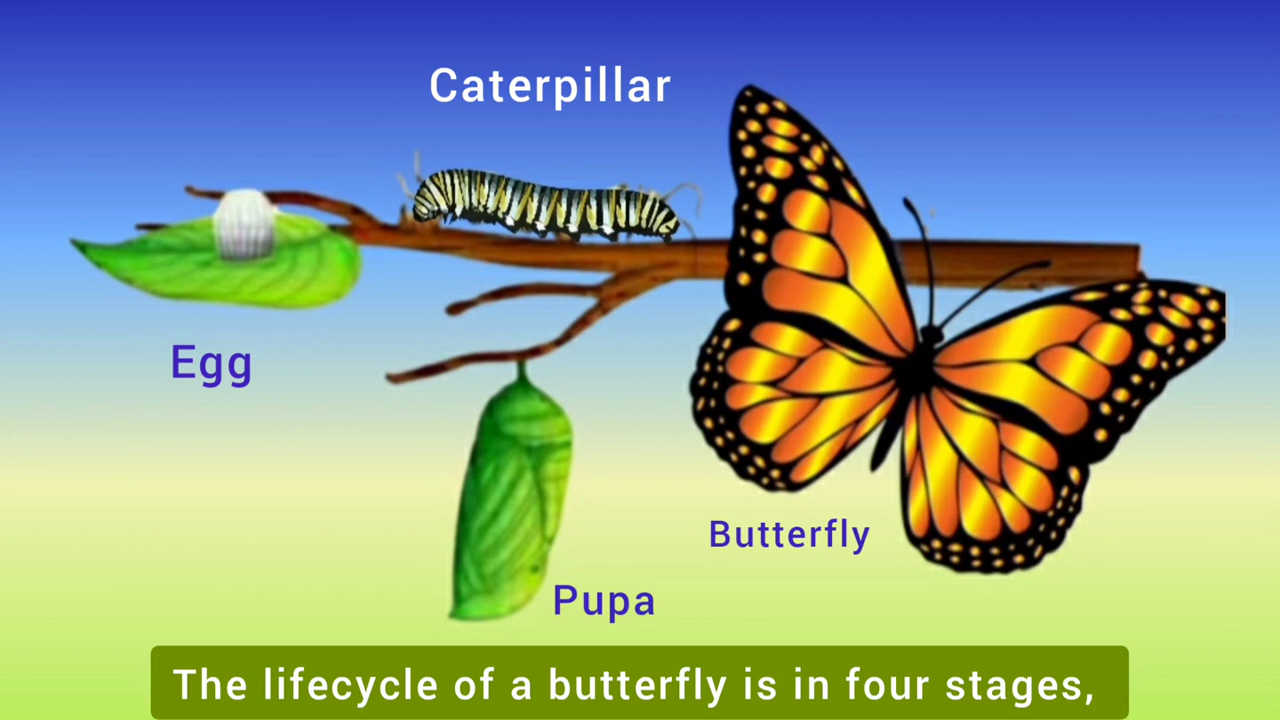 Caterpillar
Egg
Butterfly
Pupa
The lifecycle of a butterfly is in four stages,